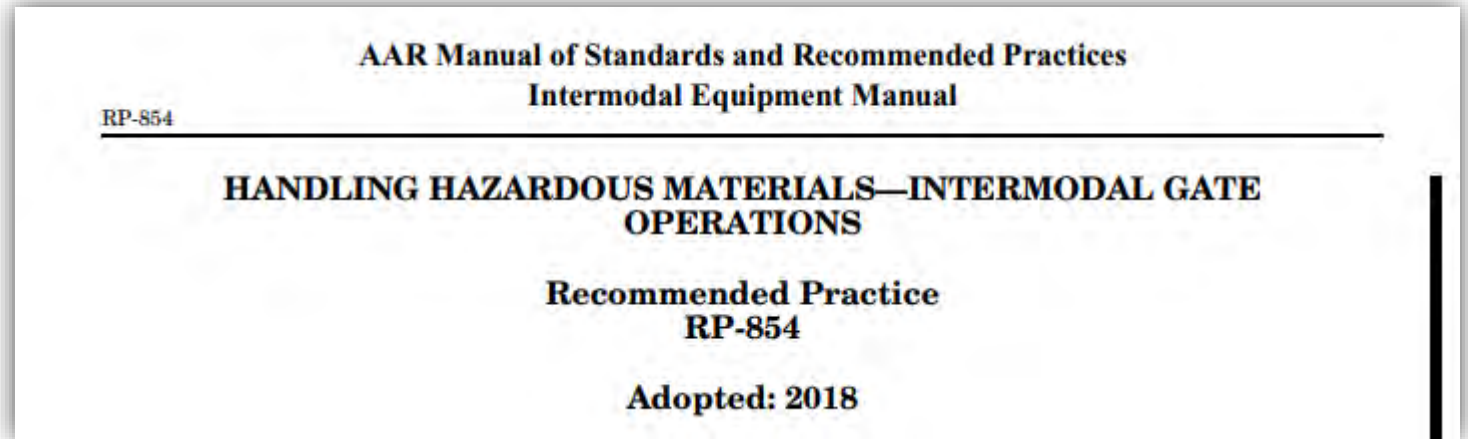 AAR Manual of Standards and Recommended Practices
Intermodal Equipment Manual
RP-854
HANDLING HAZARDOUS MATERIALS—INTERMODAL GATE
OPERATIONS
Recommended Practice
RP-854
Adopted: 2018